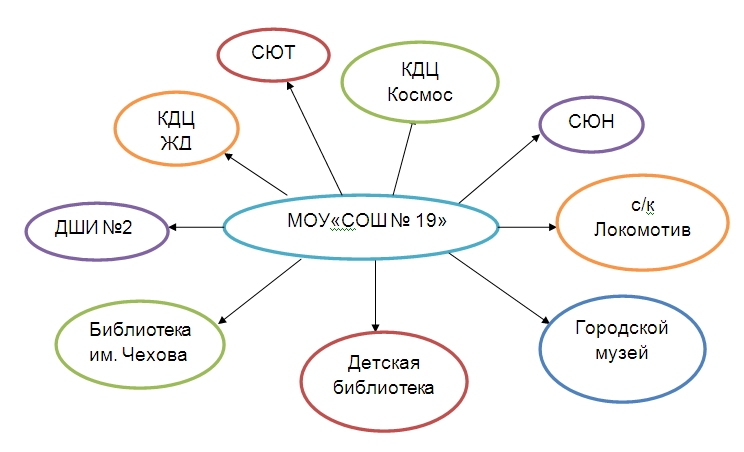 СЮТ
КДЦ
Космос
КДЦ
ЖД
СЮН
МОУ«СОШ № 19»
с/к
Локомотив
ДШИ №2
Библиотека
им. Чехова
Детская
библиотека
Городской
музей